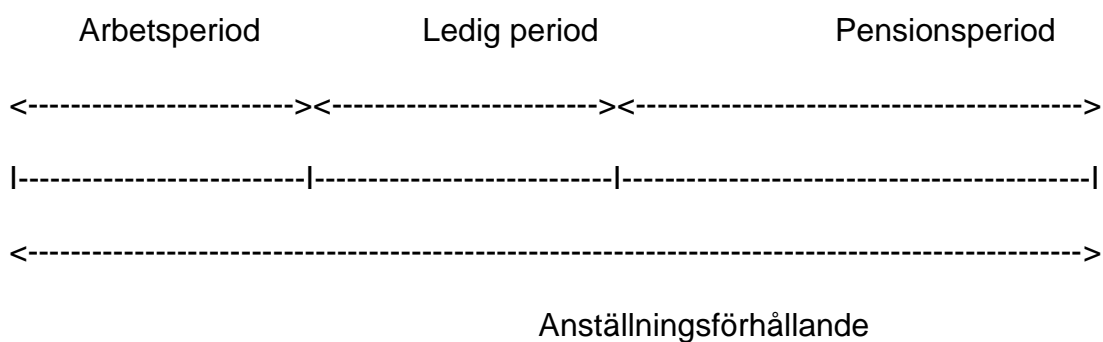 Arbetsperiod Ledig period Pensionsperiod
<-------------------------><-------------------------><------------------------------------------>
|---------------------------|----------------------------|--------------------------------------------|
<---------------------------------------------------------------------------------------------------->
Anställningsförhållande